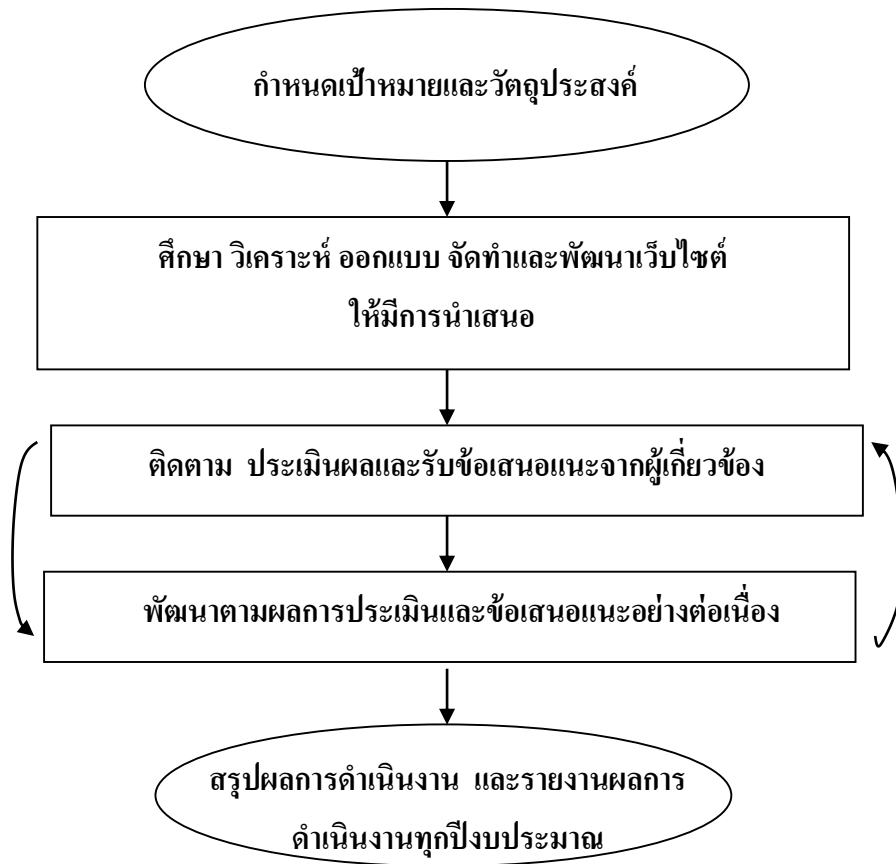 กำหนดเป้าหมายและวัตถุประสงค์
ศึกษา วิเคราะห์ ออกแบบ จัดทำและพัฒนาเว็บไซต์
ให้มีการนำเสนอ
ติดตาม ประเมินผลและรับข้อเสนอแนะจากผู้เกี่ยวข้อง
พัฒนาตามผลการประเมินและข้อเสนอแนะอย่างต่อเนื่อง
สรุปผลการดำเนินงาน และรายงานผลการ
ดำเนินงานทุกปีงบประมาณ